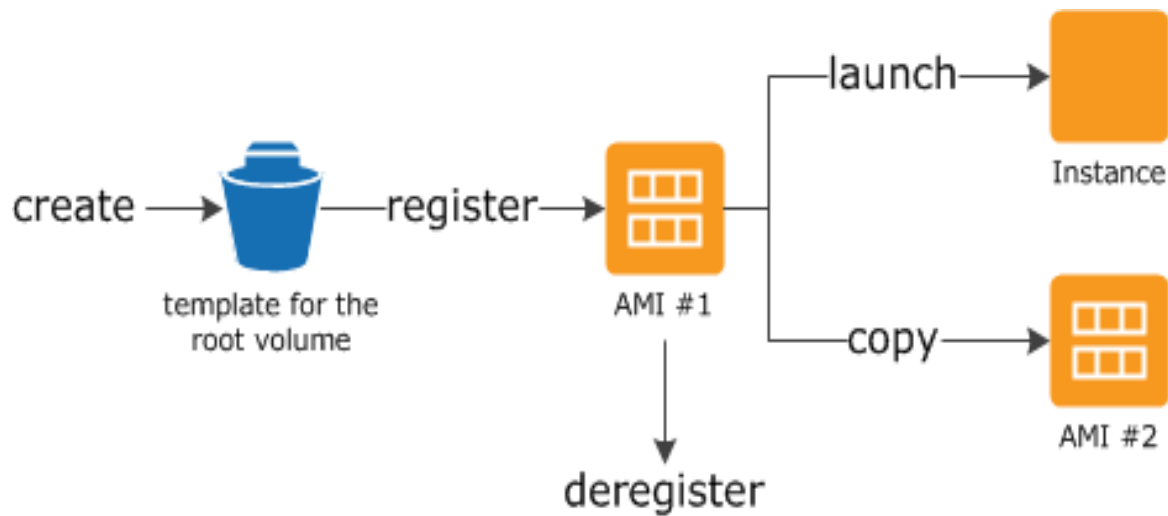 create
template for the
root volume
register
AMI #1
deregister
launch
Instance
copy
AMI #2